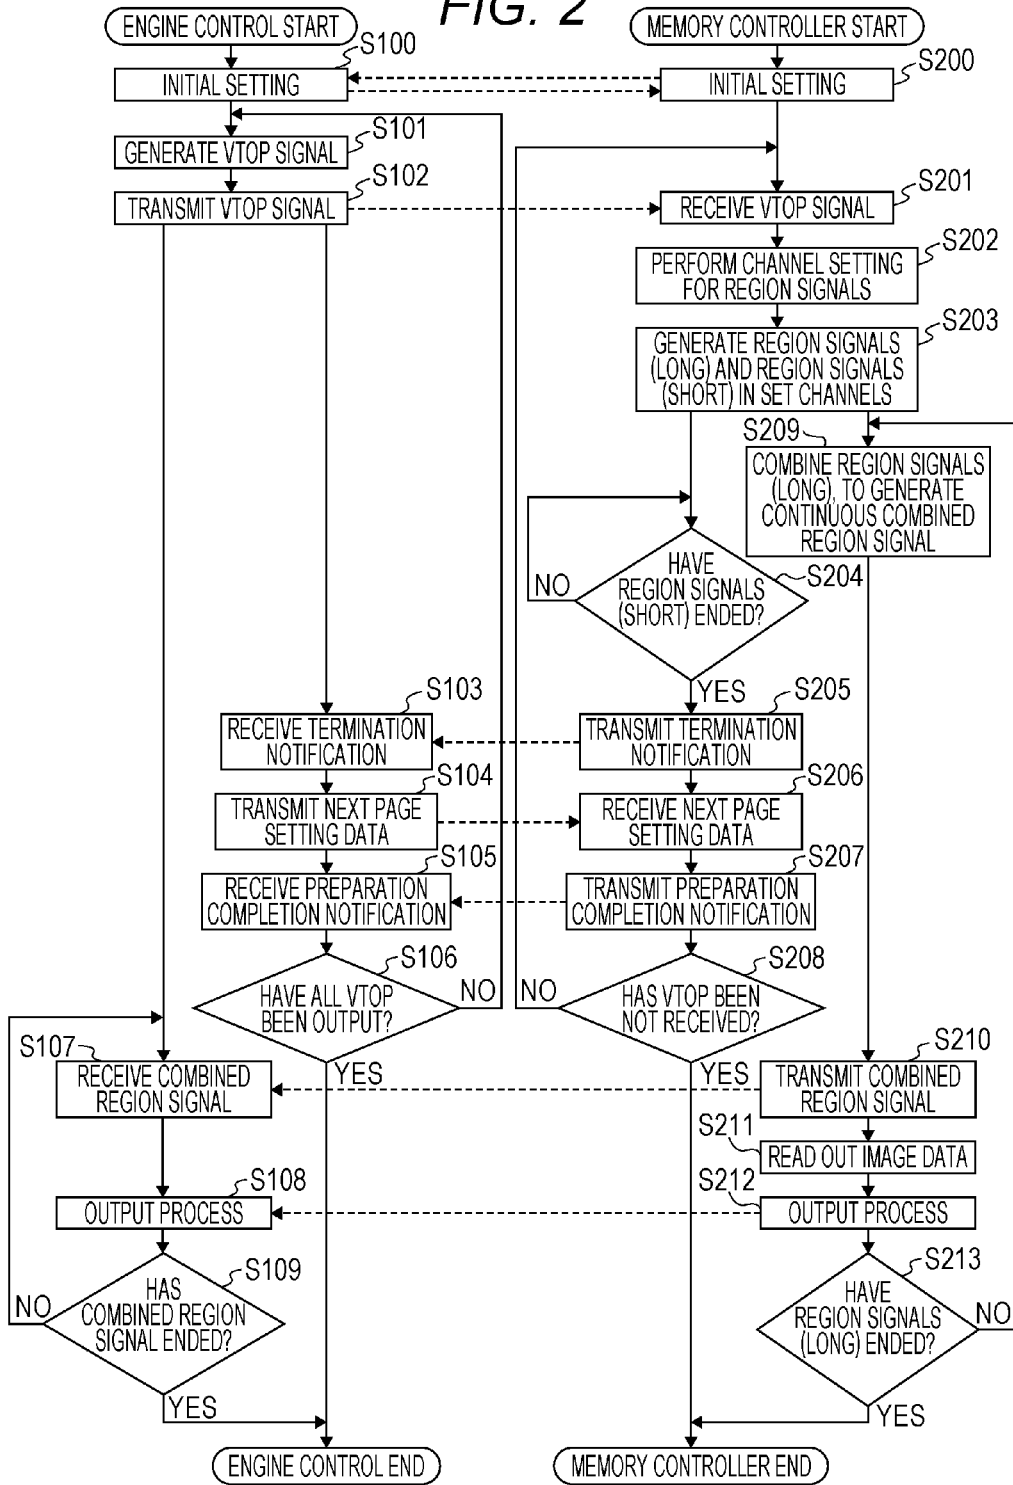 FIG. 2
ENGINE CONTROL START
MEMORY CONTROLLER START
S100
INITIAL SETTING
S200
INITIAL SETTING
S101
GENERATE VTOP SIGNAL
S102
TRANSMIT VTOP SIGNAL
S201
RECEIVE VTOP SIGNAL
S202
PERFORM CHANNEL SETTING
FOR REGION SIGNALS
S203
GENERATE REGION SIGNALS
(LONG) AND REGION SIGNALS
(SHORT) IN SET CHANNELS
S209
COMBINE REGION SIGNALS
(LONG), TO GENERATE
CONTINUOUS COMBINED
REGION SIGNAL
S204
HAVE
REGION SIGNALS
(SHORT) ENDED?
NO
YES
S103
RECEIVE TERMINATION
NOTIFICATION
S205
TRANSMIT TERMINATION
NOTIFICATION
S104
TRANSMIT NEXT PAGE
SETTING DATA
S206
RECEIVE NEXT PAGE
SETTING DATA
S105
RECEIVE PREPARATION
COMPLETION NOTIFICATION
S207
TRANSMIT PREPARATION
COMPLETION NOTIFICATION
S106
HAVE ALL VTOP
BEEN OUTPUT?
NO
YES
S208
HAS VTOP BEEN
NOT RECEIVED?
NO
YES
S107
RECEIVE COMBINED
REGION SIGNAL
S210
TRANSMIT COMBINED
REGION SIGNAL
S211
READ OUT IMAGE DATA
S108
OUTPUT PROCESS
S212
OUTPUT PROCESS
S109
HAS
COMBINED REGION
SIGNAL ENDED?
NO
YES
S213
HAVE
REGION SIGNALS
(LONG) ENDED?
NO
YES
ENGINE CONTROL END
MEMORY CONTROLLER END